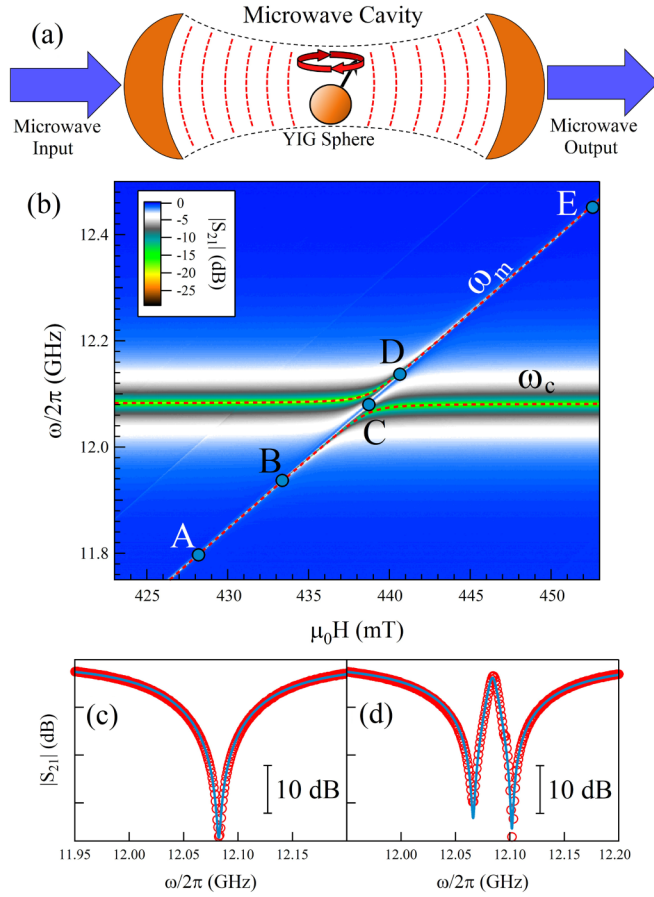 Microwave Cavity
(a)
Microwave
Input
YIG Sphere
Microwave
Output
(b)
0
-5
-10
-15
-20
-25
|S₂₁| (dB)
E
ωₘ
D
ω_c
C
B
A
12.4
12.2
12.0
11.8
ω/2π (GHz)
425 430 435 440 445 450
μ₀H (mT)
(c)
10 dB
(d)
10 dB
|S₂₁| (dB)
11.95 12.00 12.05 12.10 12.15
12.00 12.05 12.10 12.15 12.20
ω/2π (GHz)
ω/2π (GHz)